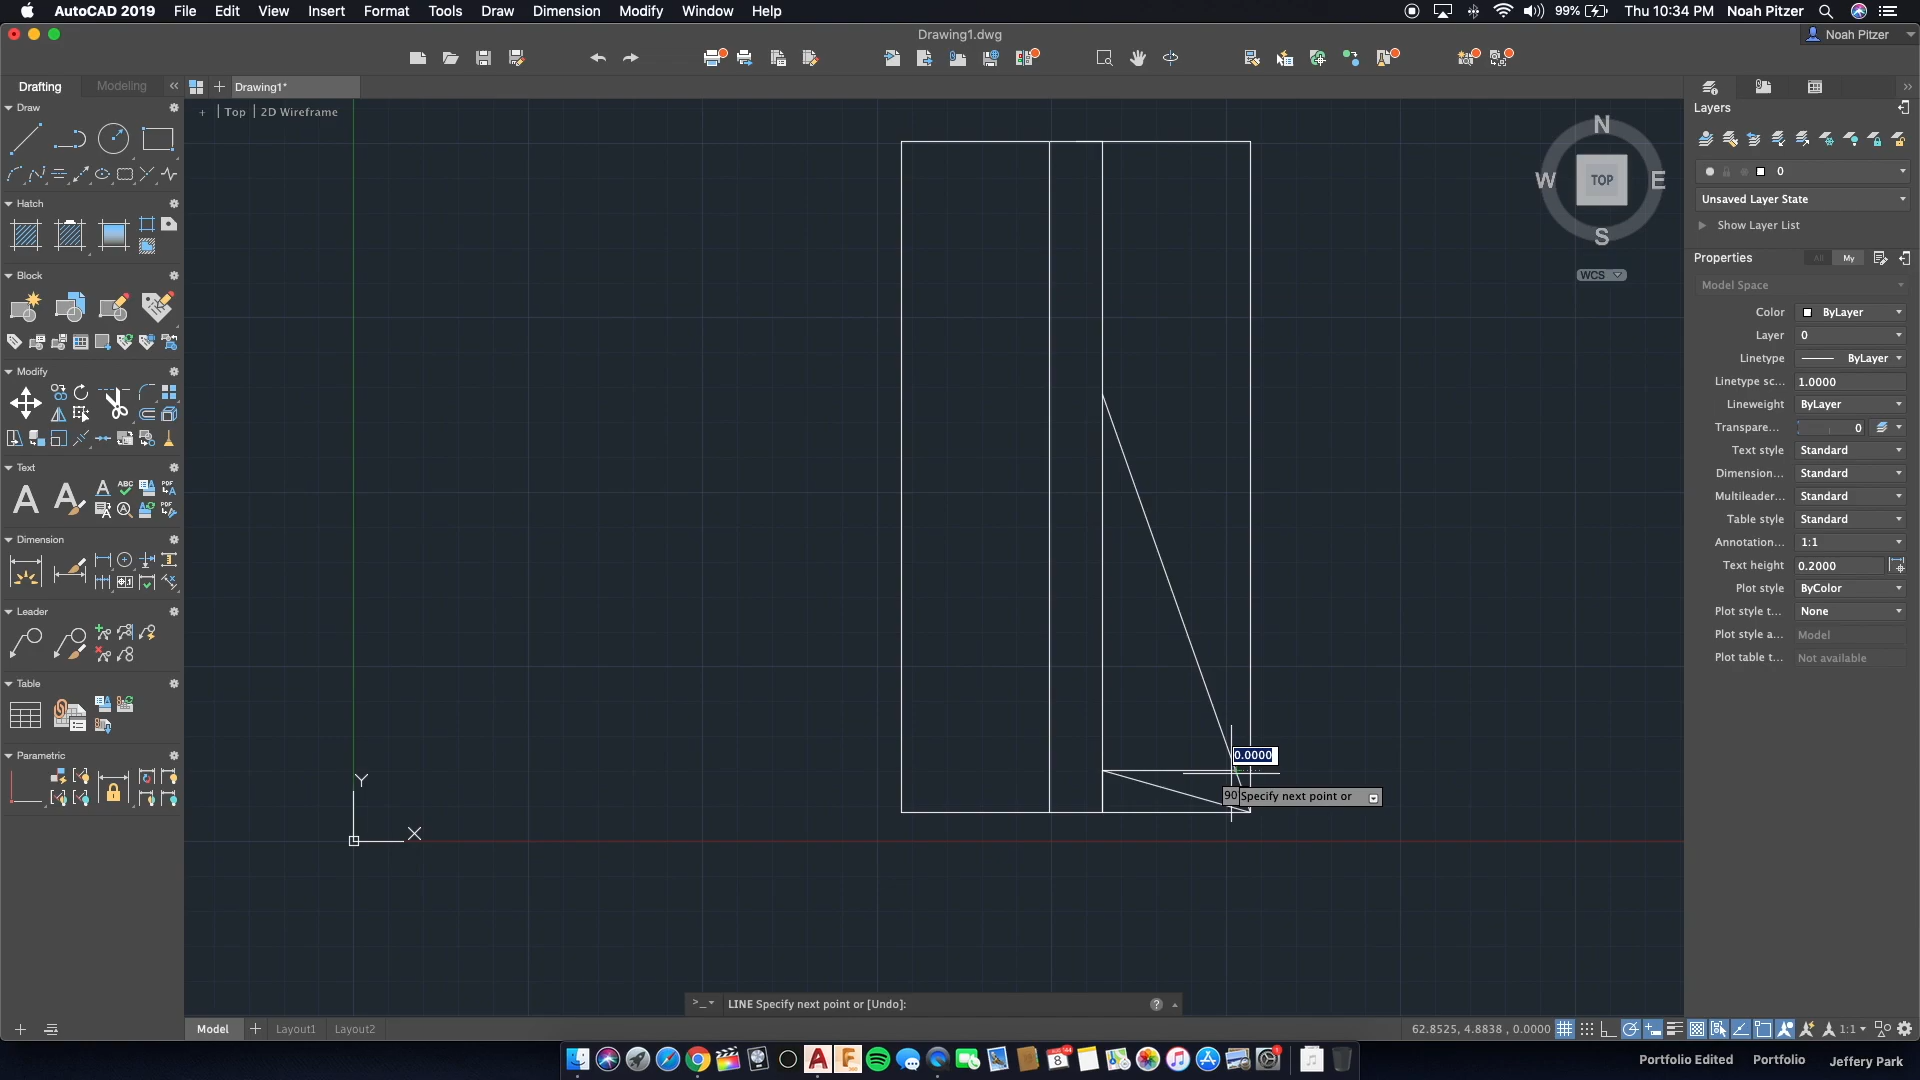 AutoCAD 2019 File Edit View Insert Format Tools Draw Dimension Modify Window Help
99% Thu 10:34 PM Noah Pitzer
Drawing1.dwg
Noah Pitzer
Drafting Modeling
Drawing1*
Draw
+ | Top | 2D Wireframe
Hatch
Block
Modify
Text
A A A ABC PDF
Dimension
Leader
Table
Parametric
N
W TOP E
S
WCS
Layers
0
Unsaved Layer State
Show Layer List
Properties All My
Model Space
Color ByLayer
Layer 0
Linetype ByLayer
Linetype sc... 1.0000
Lineweight ByLayer
Transpare... 0
Text style Standard
Dimension... Standard
Multileader... Standard
Table style Standard
Annotation... 1:1
Text height 0.2000
Plot style ByColor
Plot style t... None
Plot style a... Model
Plot table t... Not available
0.0000
90 Specify next point or
Y
X
>_ LINE Specify next point or [Undo]: ?
Model + Layout1 Layout2
62.8525, 4.8838 , 0.0000
1:1
Portfolio Edited Portfolio Jeffery Park